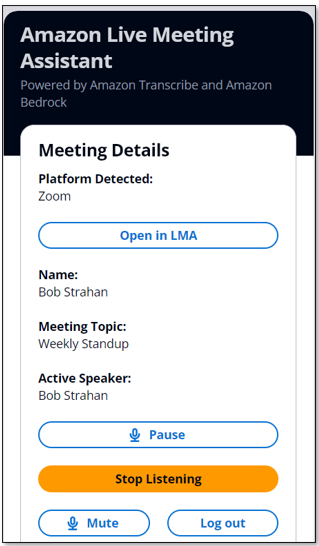 Amazon Live Meeting
Assistant
Powered by Amazon Transcribe and Amazon
Bedrock
Meeting Details
Platform Detected:
Zoom
Open in LMA
Name:
Bob Strahan
Meeting Topic:
Weekly Standup
Active Speaker:
Bob Strahan
Pause
Stop Listening
Mute
Log out